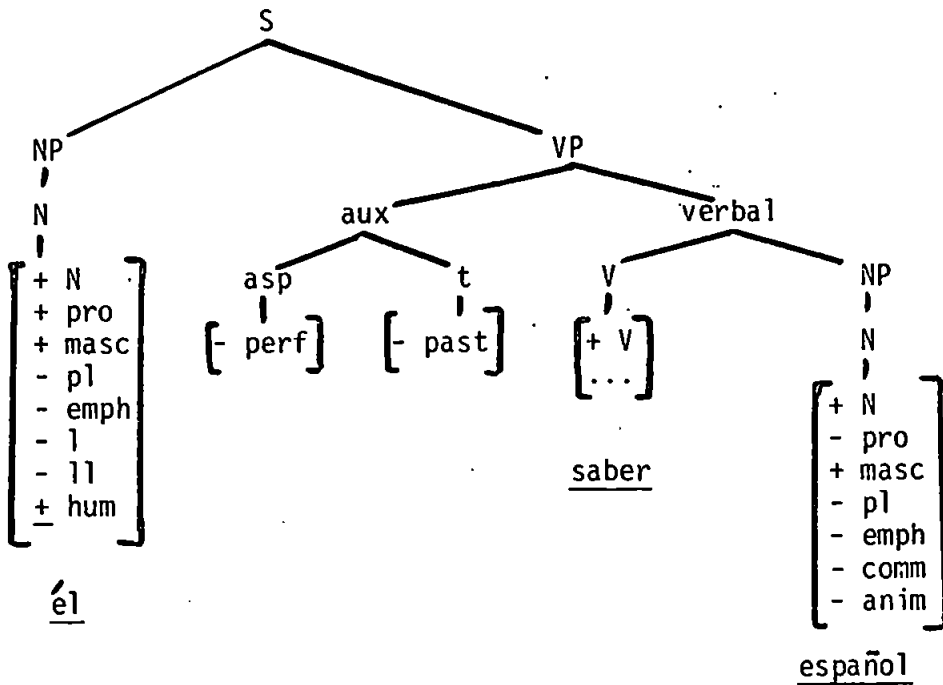 S
NP VP
N aux verbal
asp t V NP
[+ N
+ pro
+ masc
- pl
- emph
- l
- ll
± hum]
[- perf] [- past] [+ V
...]
N
[+ N
- pro
+ masc
- pl
- emph
- comm
- anim]
él
saber
español